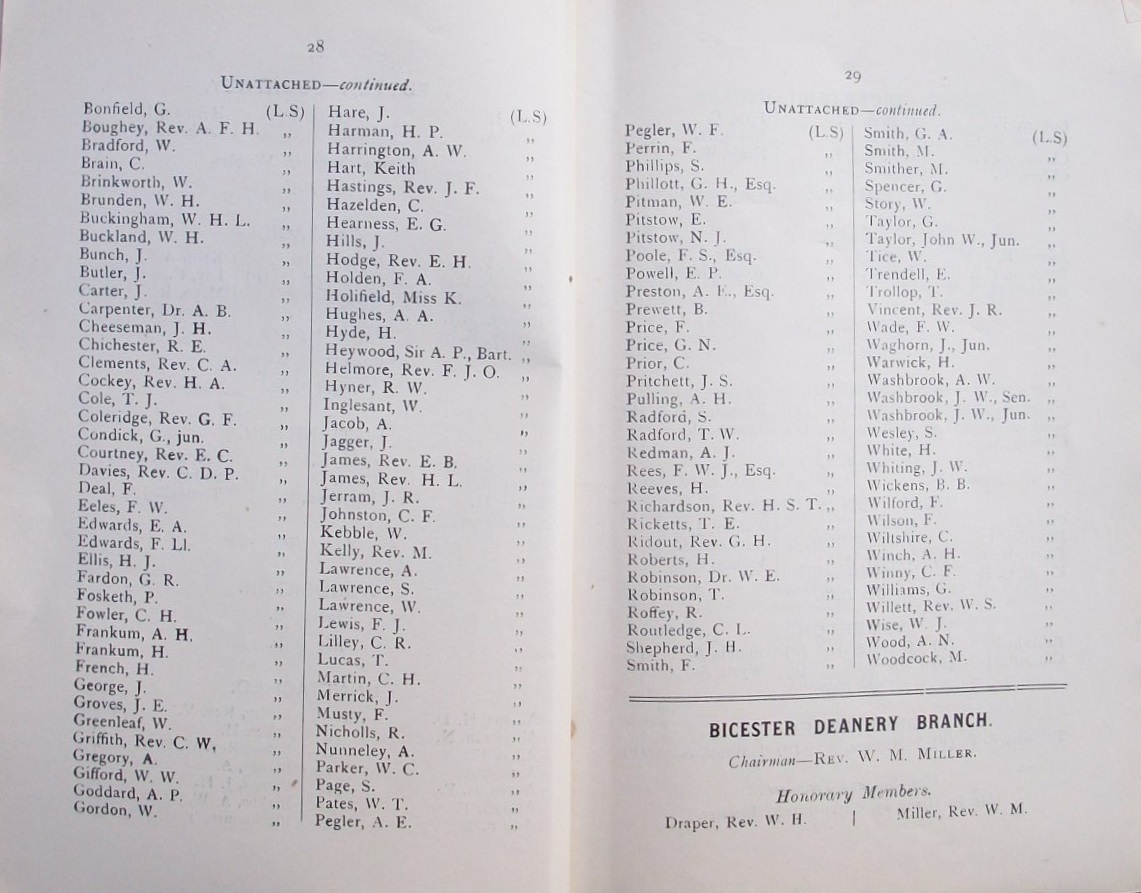 28
UNATTACHED—continued.
Bonfield, G. (L.S)
Boughey, Rev. A. F. H. „
Bradford, W. „
Brain, C. „
Brinkworth, W. „
Brunden, W. H. „
Buckingham, W. H. L. „
Buckland, W. H. „
Bunch, J. „
Butler, J. „
Carter, J. „
Carpenter, Dr. A. B. „
Cheeseman, J. H. „
Chichester, R. E. „
Clements, Rev. C. A. „
Cockey, Rev. H. A. „
Cole, T. J. „
Coleridge, Rev. G. F. „
Condick, G., jun. „
Courtney, Rev. E. C. „
Davies, Rev. C. D. P. „
Deal, F. „
Eeles, F. W. „
Edwards, E. A. „
Edwards, F. Ll. „
Ellis, H. J. „
Fardon, G. R. „
Fosketh, P. „
Fowler, C. H. „
Frankum, A. H. „
Frankum, H. „
French, H. „
George, J. „
Groves, J. E. „
Greenleaf, W. „
Griffith, Rev. C. W, „
Gregory, A. „
Gifford, W. W. „
Goddard, A. P. „
Gordon, W. „
Hare, J. (L.S)
Harman, H. P. „
Harrington, A. W. „
Hart, Keith „
Hastings, Rev. J. F. „
Hazelden, C. „
Hearness, E. G. „
Hills, J. „
Hodge, Rev. E. H. „
Holden, F. A. „
Holifield, Miss K. „
Hughes, A. A. „
Hyde, H. „
Heywood, Sir A. P., Bart. „
Helmore, Rev. F. J. O. „
Hyner, R. W. „
Inglesant, W. „
Jacob, A. „
Jagger, J. „
James, Rev. E. B. „
James, Rev. H. L. „
Jerram, J. R. „
Johnston, C. F. „
Kebble, W. „
Kelly, Rev. M. „
Lawrence, A. „
Lawrence, S. „
Lawrence, W. „
Lewis, F. J. „
Lilley, C. R. „
Lucas, T. „
Martin, C. H. „
Merrick, J. „
Musty, F. „
Nicholls, R. „
Nunneley, A. „
Parker, W. C. „
Page, S. „
Pates, W. T. „
Pegler, A. E. „
29
UNATTACHED—continued.
Pegler, W. F. (L.S)
Perrin, F. „
Phillips, S. „
Phillott, G. H., Esq. „
Pitman, W. E. „
Pitstow, E. „
Pitstow, N. J. „
Poole, F. S., Esq. „
Powell, E. P. „
Preston, A. E., Esq. „
Prewett, B. „
Price, F. „
Price, G. N. „
Prior, C. „
Pritchett, J. S. „
Pulling, A. H. „
Radford, S. „
Radford, T. W. „
Redman, A. J. „
Rees, F. W. J., Esq. „
Reeves, H. „
Richardson, Rev. H. S. T. „
Ricketts, T. E. „
Ridout, Rev. G. H. „
Roberts, H. „
Robinson, Dr. W. E. „
Robinson, T. „
Roffey, R. „
Routledge, C. L. „
Shepherd, J. H. „
Smith, F. „
Smith, G. A. (L.S)
Smith, M. „
Smither, M. „
Spencer, G. „
Story, W. „
Taylor, G. „
Taylor, John W., Jun. „
Tice, W. „
Trendell, E. „
Trollop, T. „
Vincent, Rev. J. R. „
Wade, F. W. „
Waghorn, J., Jun. „
Warwick, H. „
Washbrook, A. W. „
Washbrook, J. W., Sen. „
Washbrook, J. W., Jun. „
Wesley, S. „
White, H. „
Whiting, J. W. „
Wickens, B. B. „
Wilford, F. „
Wilson, F. „
Wiltshire, C. „
Winch, A. H. „
Winny, C. F. „
Williams, G. „
Willett, Rev. W. S. „
Wise, W. J. „
Wood, A. N. „
Woodcock, M. „
BICESTER DEANERY BRANCH.
Chairman—REV. W. M. MILLER.
Honorary Members.
Draper, Rev. W. H. | Miller, Rev. W. M.